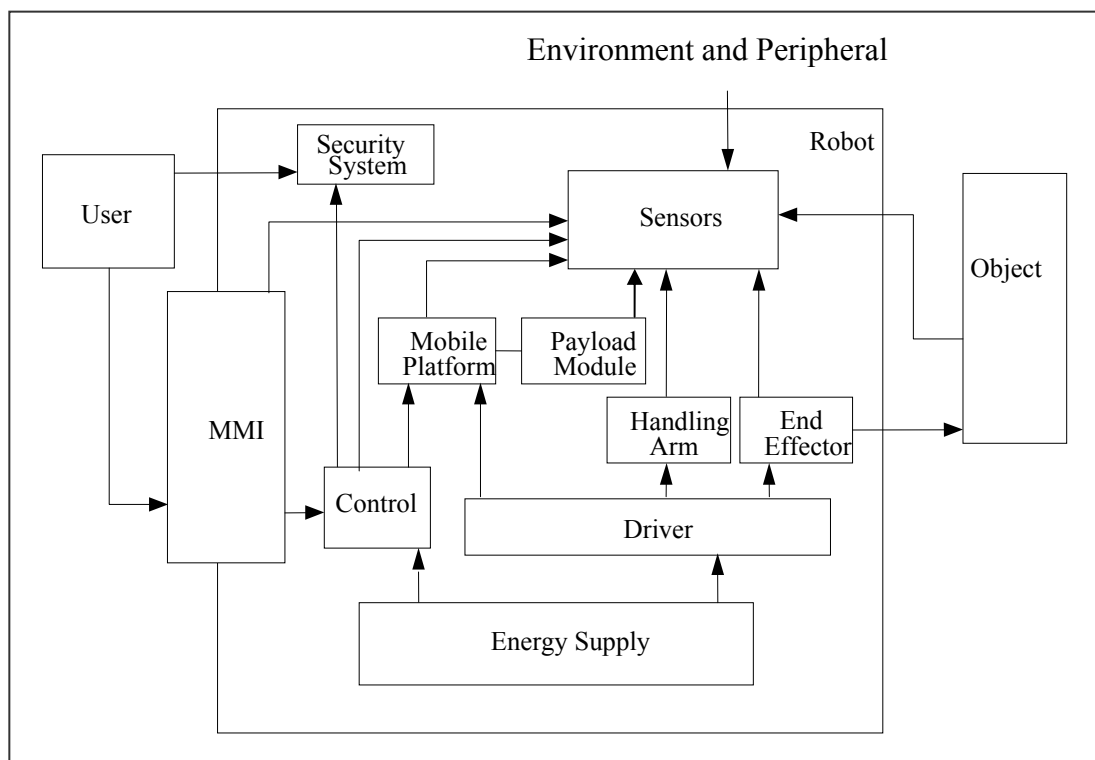 Environment and Peripheral
Robot
Security
System
User
Sensors
Object
Mobile
Platform
Payload
Module
MMI
Handling
Arm
End
Effector
Control
Driver
Energy Supply